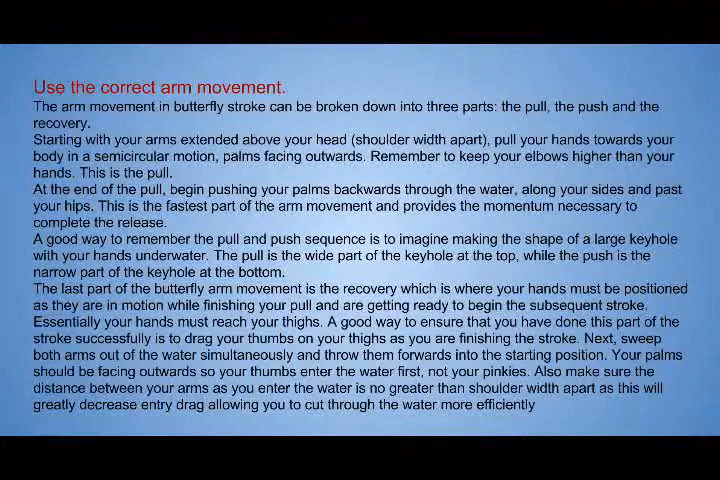 Use the correct arm movement.
The arm movement in butterfly stroke can be broken down into three parts: the pull, the push and the
recovery.
Starting with your arms extended above your head (shoulder width apart), pull your hands towards your
body in a semicircular motion, palms facing outwards. Remember to keep your elbows higher than your
hands. This is the pull.
At the end of the pull, begin pushing your palms backwards through the water, along your sides and past
your hips. This is the fastest part of the arm movement and provides the momentum necessary to
complete the release.
A good way to remember the pull and push sequence is to imagine making the shape of a large keyhole
with your hands underwater. The pull is the wide part of the keyhole at the top, while the push is the
narrow part of the keyhole at the bottom.
The last part of the butterfly arm movement is the recovery which is where your hands must be positioned
as they are in motion while finishing your pull and are getting ready to begin the subsequent stroke.
Essentially your hands must reach your thighs. A good way to ensure that you have done this part of the
stroke successfully is to drag your thumbs on your thighs as you are finishing the stroke. Next, sweep
both arms out of the water simultaneously and throw them forwards into the starting position. Your palms
should be facing outwards so your thumbs enter the water first, not your pinkies. Also make sure the
distance between your arms as you enter the water is no greater than shoulder width apart as this will
greatly decrease entry drag allowing you to cut through the water more efficiently